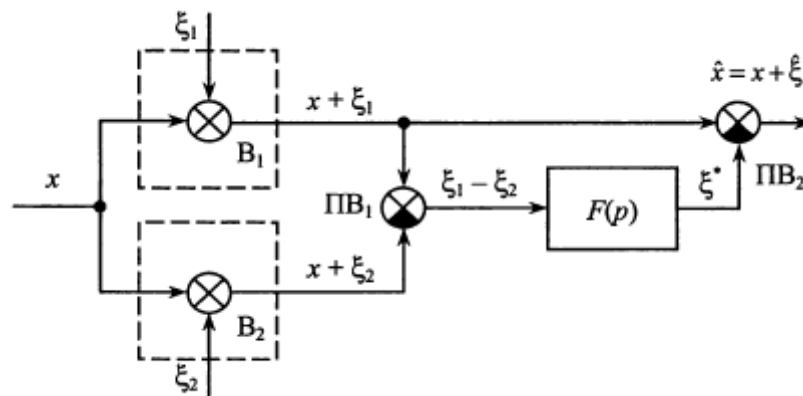 ξ₁
x̂ = x + ξ̂
x + ξ₁
B₁
x
ПВ₁
ξ₁ – ξ₂
F(p)
ξ*
ПВ₂
x + ξ₂
B₂
ξ₂